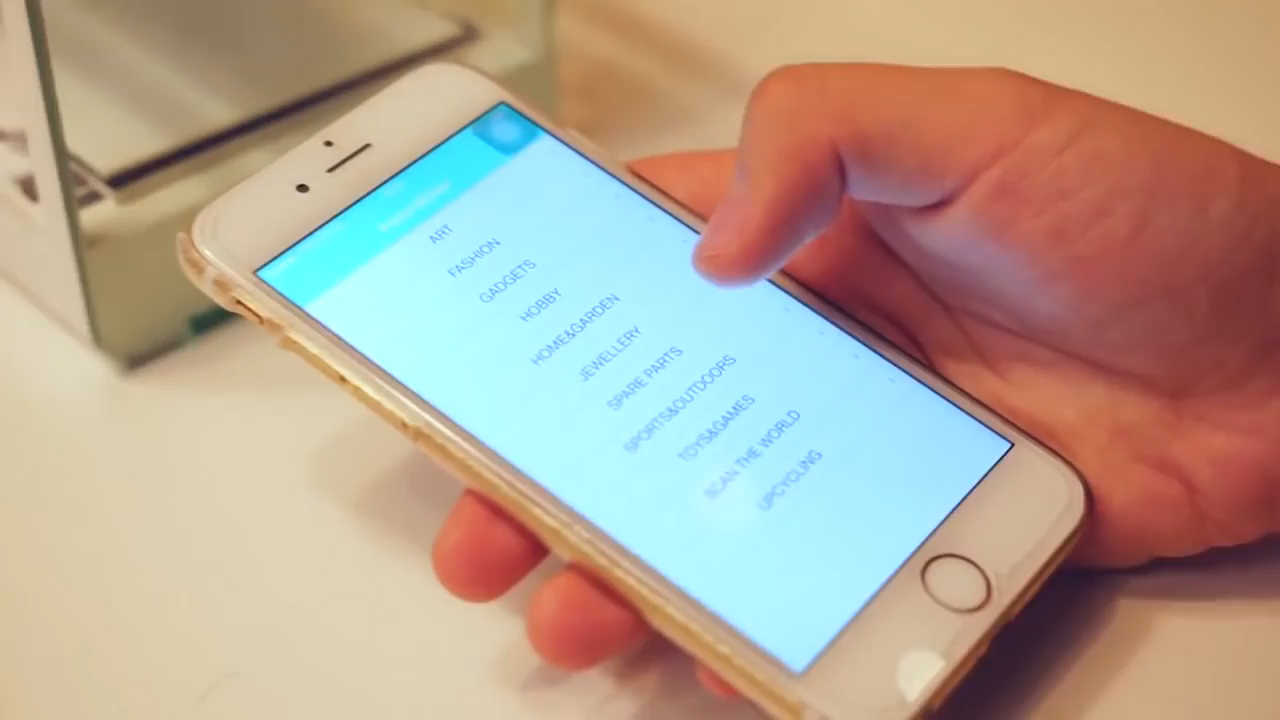 ART
FASHION
GADGETS
HOBBY
HOME&GARDEN
JEWELLERY
SPARE PARTS
SPORTS&OUTDOORS
TOYS&GAMES
SCAN THE WORLD
UPCYCLING